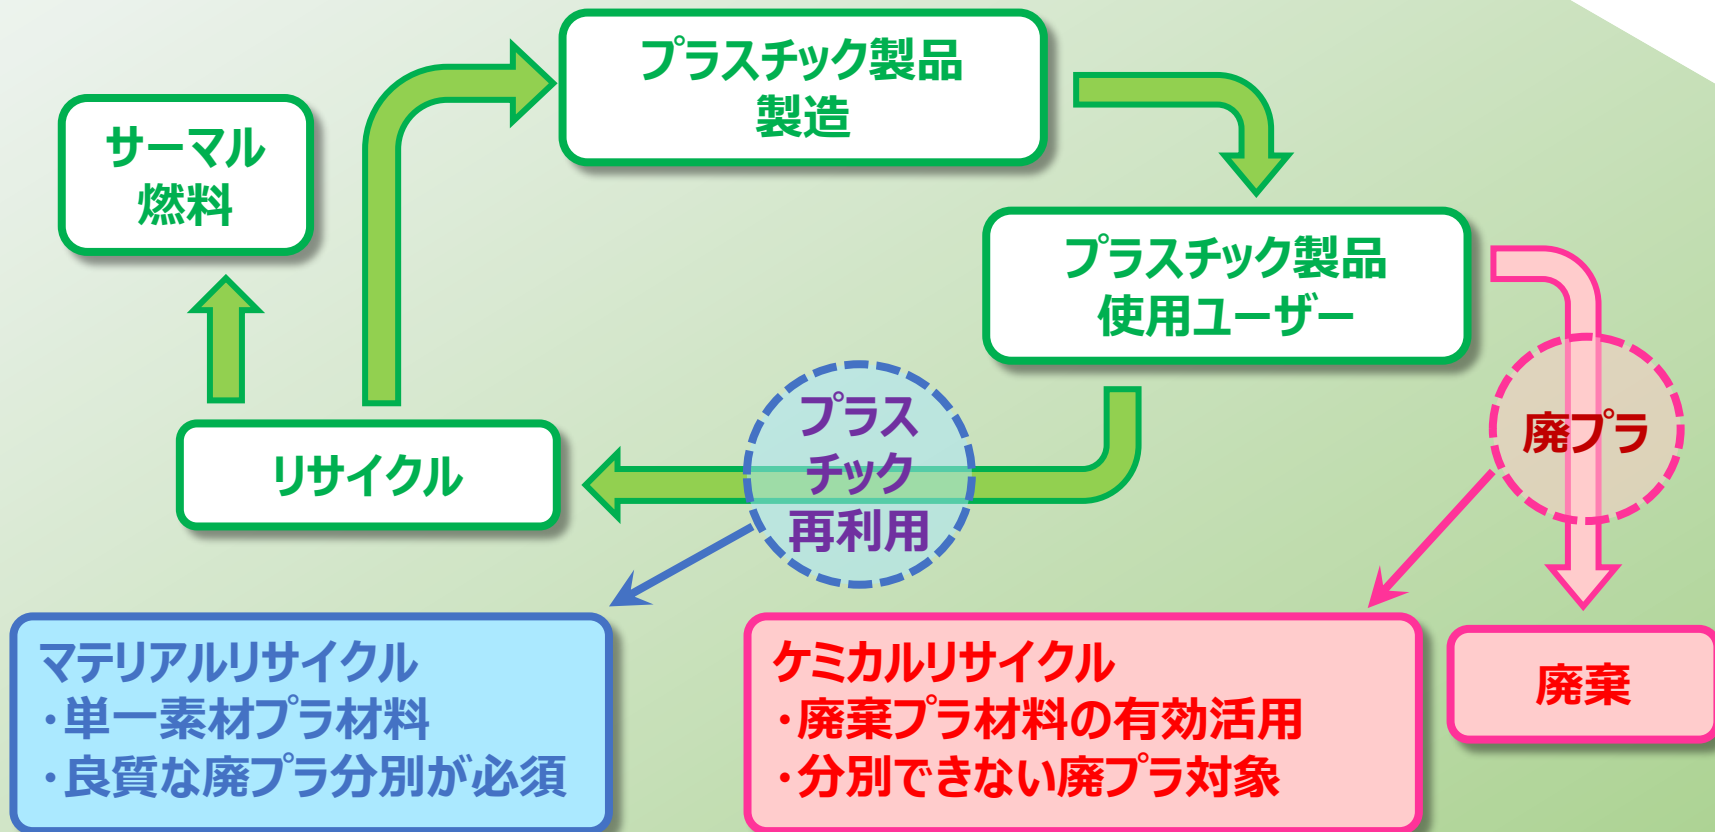 プラスチック製品
製造
サーマル
燃料
プラスチック製品
使用ユーザー
プラス
チック
再利用
廃プラ
リサイクル
マテリアルリサイクル
・単一素材プラ材料
・良質な廃プラ分別が必須
ケミカルリサイクル
・廃棄プラ材料の有効活用
・分別できない廃プラ対象
廃棄